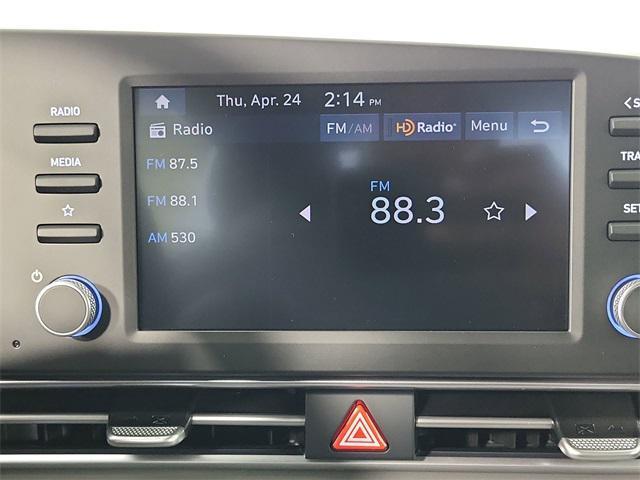 Thu, Apr. 24 2:14 PM
Radio FM/AM HD Radio Menu
FM 87.5
FM 88.1
AM 530
FM
88.3
RADIO
MEDIA
TRA
SET